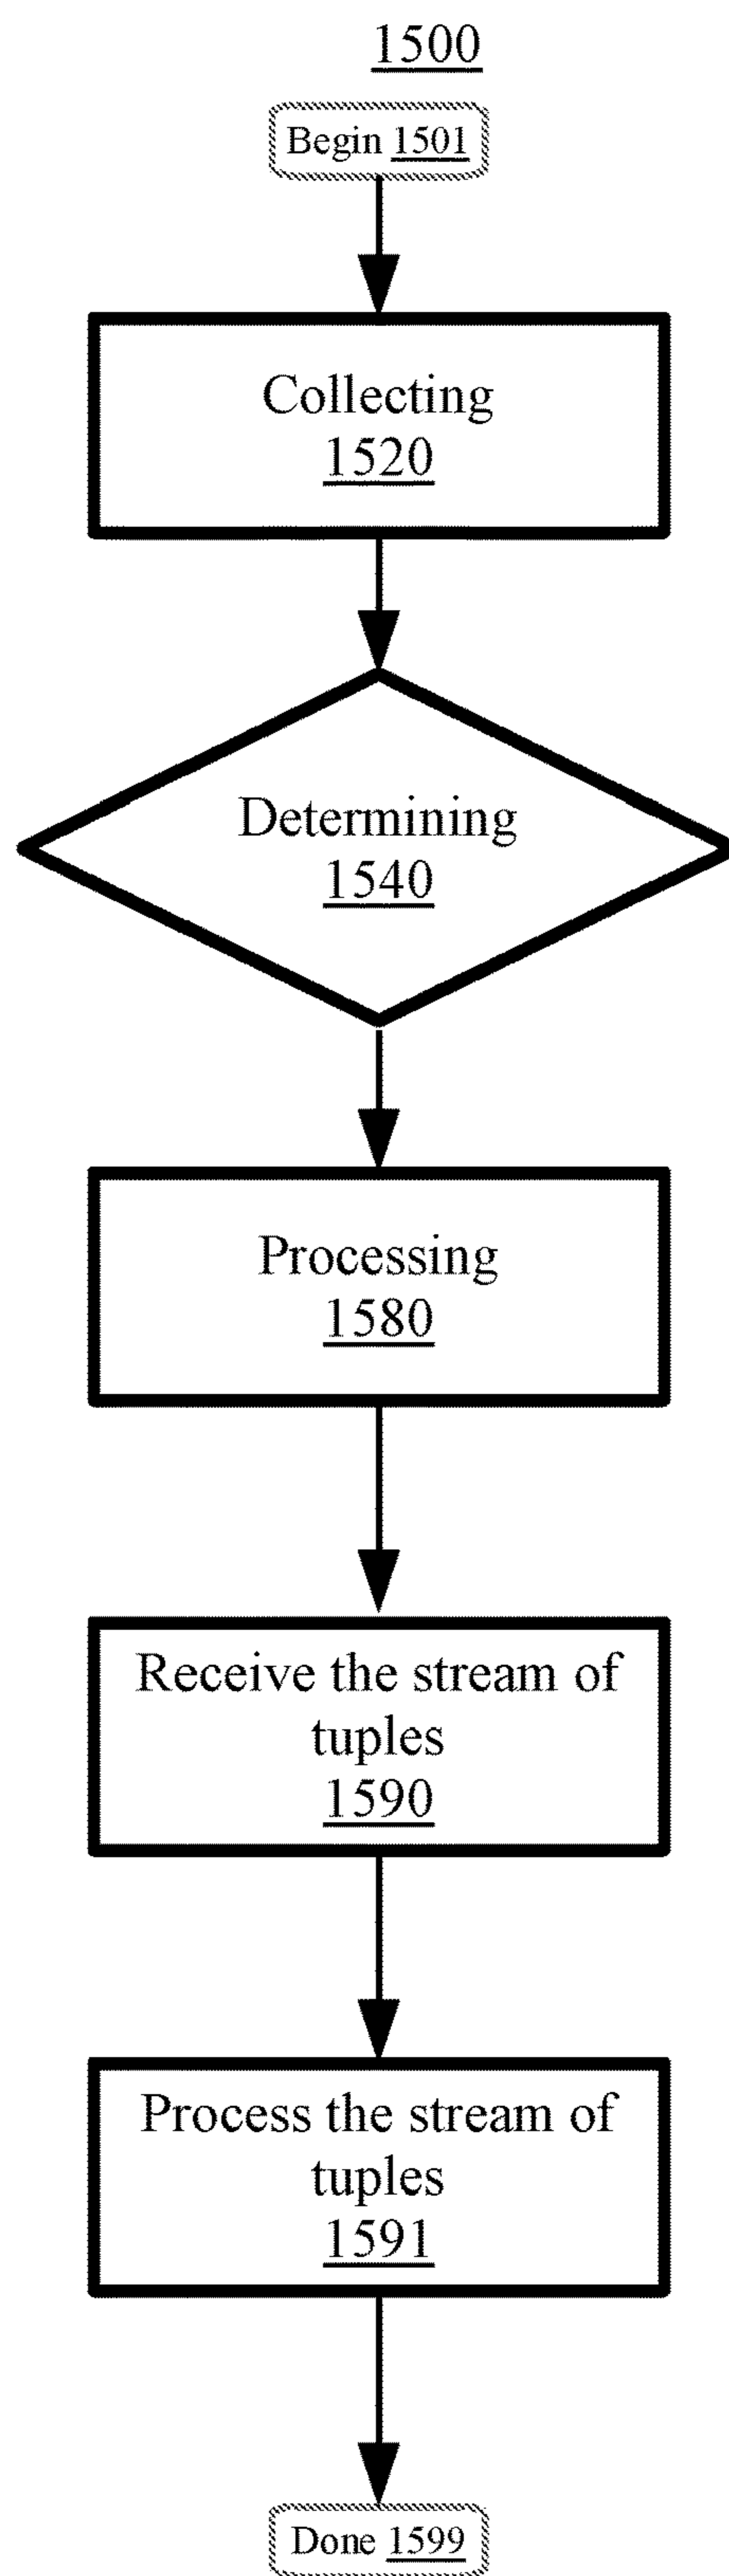 1500
Begin 1501
Collecting
1520
Determining
1540
Processing
1580
Receive the stream of
tuples
1590
Process the stream of
tuples
1591
Done 1599